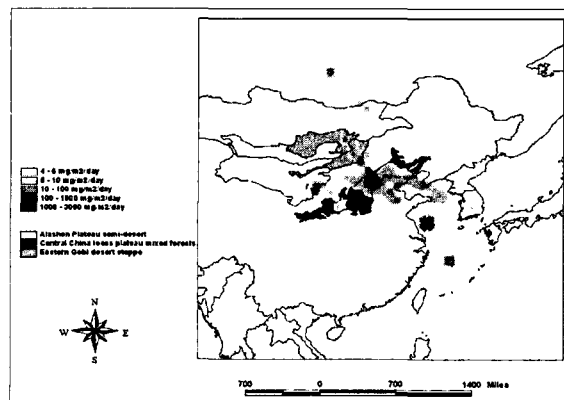 4 - 6 mg/m2/day
6 - 10 mg/m2/day
10 - 100 mg/m2/day
100 - 1000 mg/m2/day
1000 - 3000 mg/m2/day
Alashan Plateau semi-desert
Central China loess plateau mixed forests
Eastern Gobi desert steppe
N
W E
S
700 0 700 1400 Miles